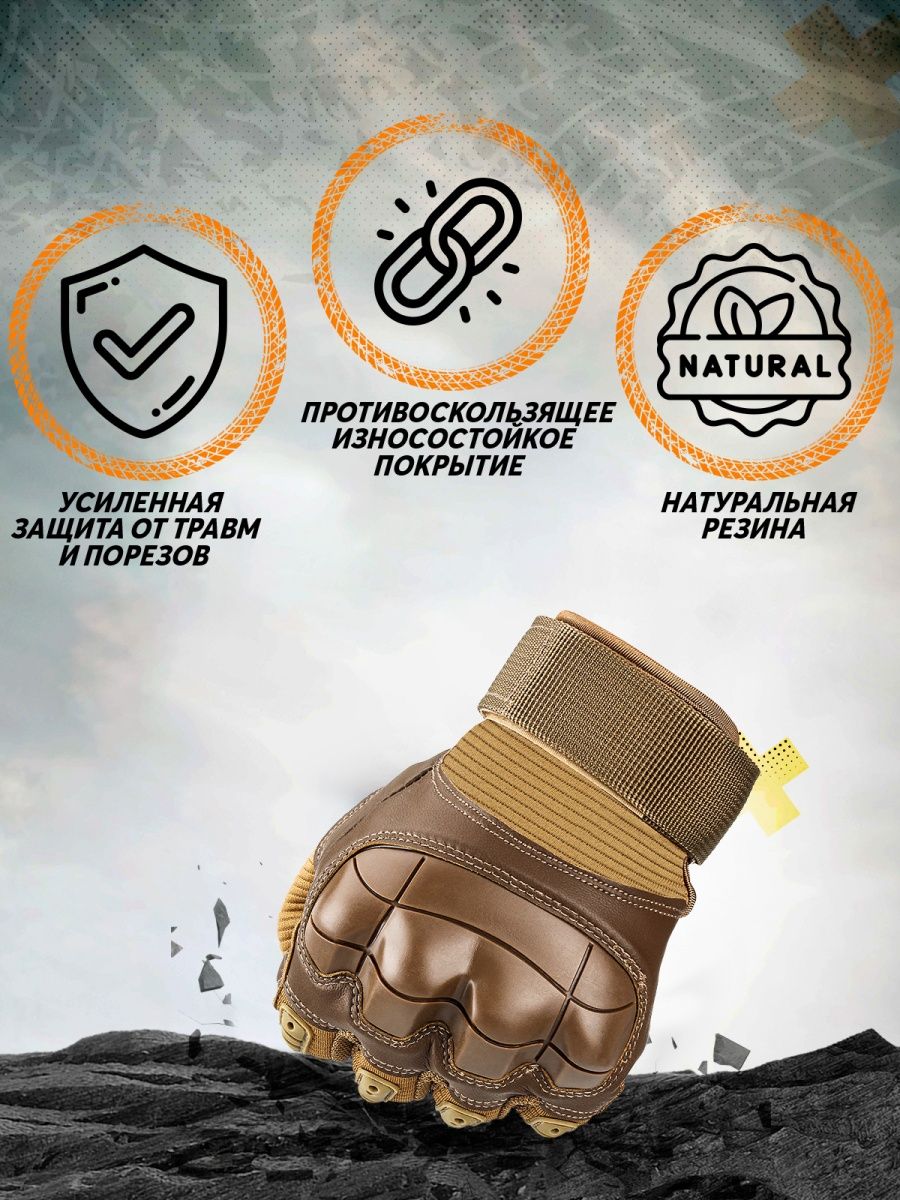 ПРОТИВОСКОЛЬЗЯЩЕЕ
ИЗНОСОСТОЙКОЕ
ПОКРЫТИЕ
УСИЛЕННАЯ
ЗАЩИТА ОТ ТРАВМ
И ПОРЕЗОВ
NATURAL
НАТУРАЛЬНАЯ
РЕЗИНА